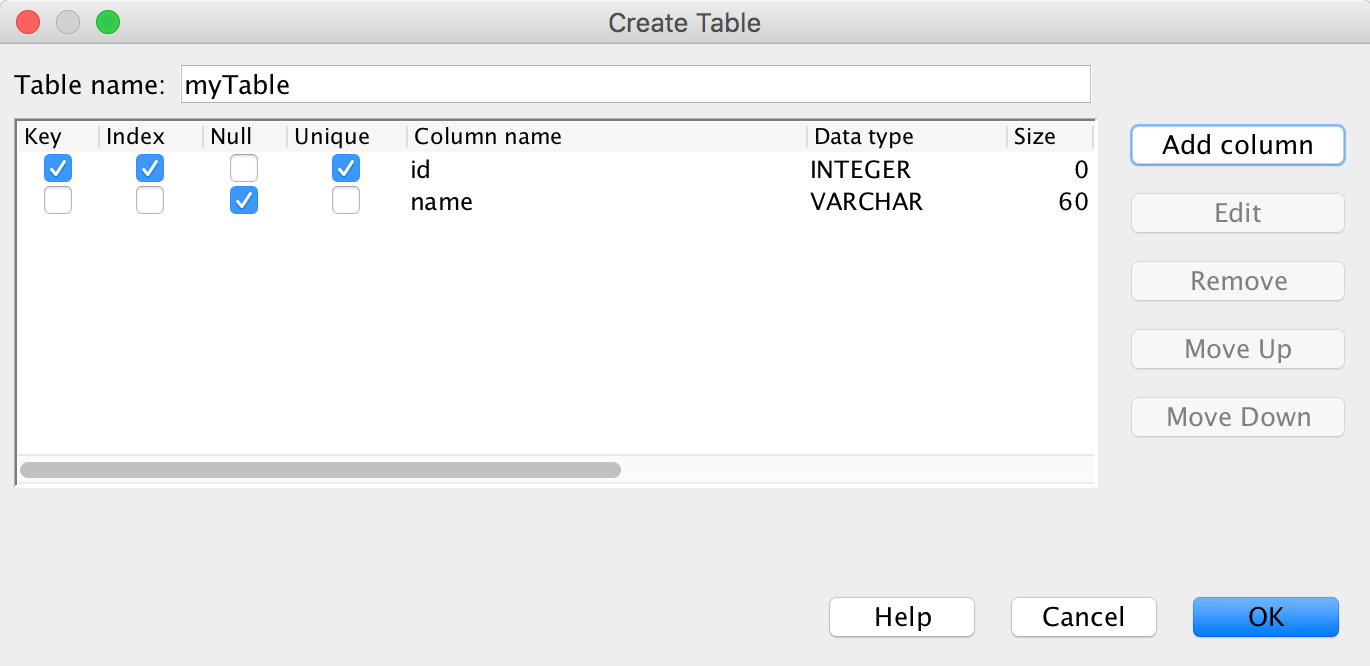 Create Table
Table name: myTable
Key Index Null Unique Column name Data type Size
id INTEGER 0
name VARCHAR 60
Add column
Edit
Remove
Move Up
Move Down
Help Cancel OK